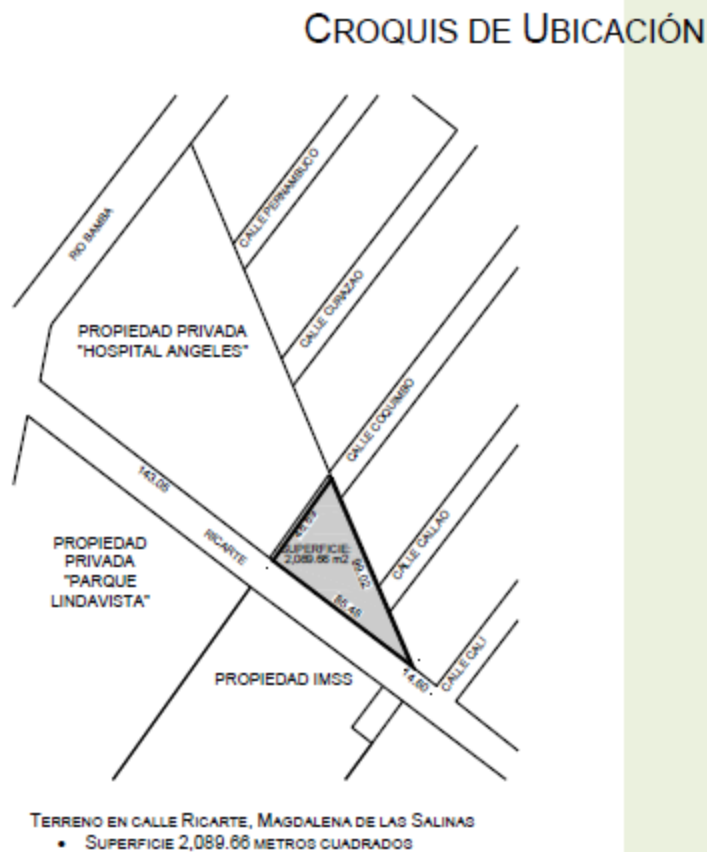 CROQUIS DE UBICACIÓN
RIO BAMBA
CALLE PERNAMBUCO
CALLE CURAZAO
PROPIEDAD PRIVADA
"HOSPITAL ANGELES"
CALLE COQUIMBO
143.05
RICARTE
SUPERFICIE:
2,089.66 m2
99.02
CALLE CALLAO
PROPIEDAD
PRIVADA
"PARQUE
LINDAVISTA"
PROPIEDAD IMSS
14.60
CALLE CALI
TERRENO EN CALLE RICARTE, MAGDALENA DE LAS SALINAS
• SUPERFICIE 2,089.66 METROS CUADRADOS